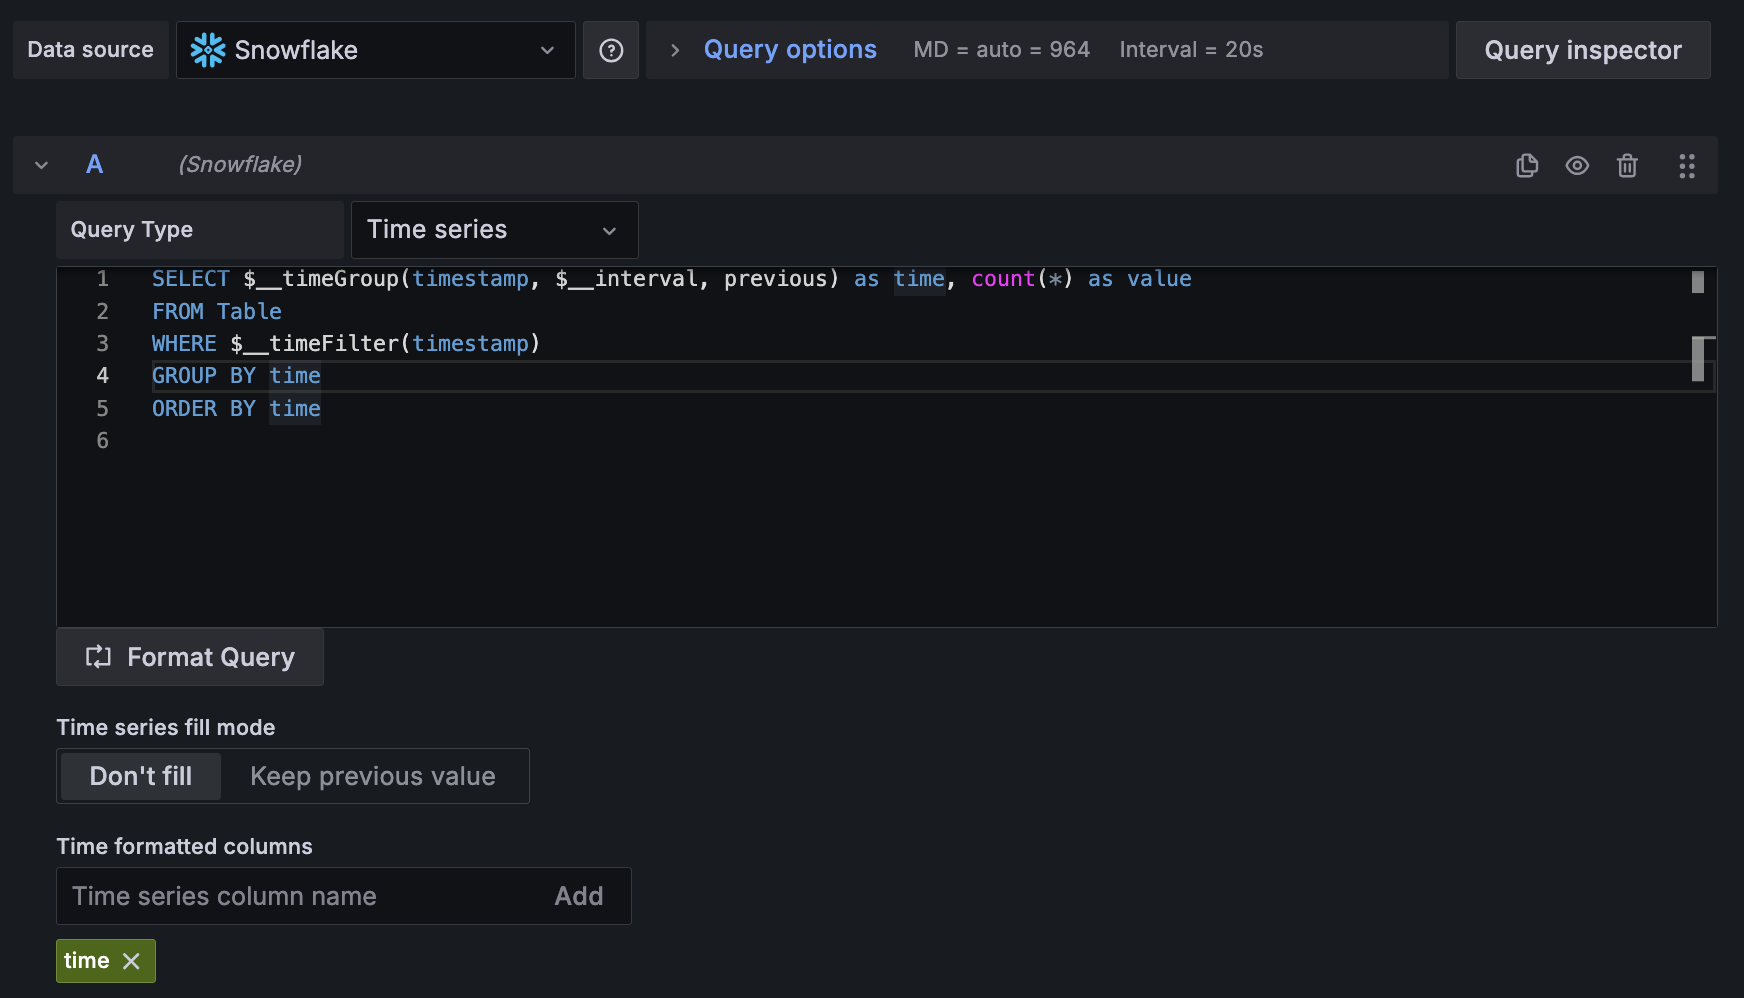 Data source Snowflake Query options MD = auto = 964 Interval = 20s Query inspector
A (Snowflake)
Query Type Time series
1 SELECT $__timeGroup(timestamp, $__interval, previous) as time, count(*) as value
2 FROM Table
3 WHERE $__timeFilter(timestamp)
4 GROUP BY time
5 ORDER BY time
6
Format Query
Time series fill mode
Don't fill Keep previous value
Time formatted columns
Time series column name Add
time